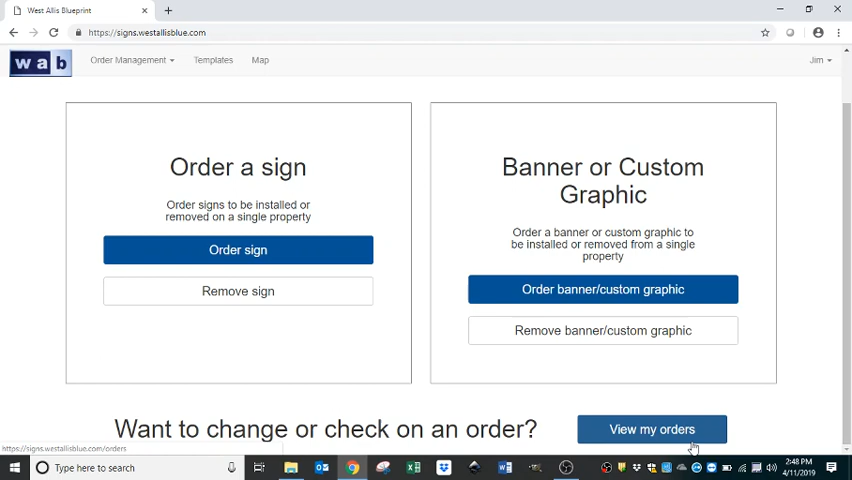 West Allis Blueprint
https://signs.westallisblue.com
wab
Order Management
Templates
Map
Jim
Order a sign
Order signs to be installed or
removed on a single property
Order sign
Remove sign
Banner or Custom
Graphic
Order a banner or custom graphic to
be installed or removed from a single
property
Order banner/custom graphic
Remove banner/custom graphic
Want to change or check on an order?
View my orders
https://signs.westallisblue.com/orders
Type here to search
2:48 PM
4/11/2019